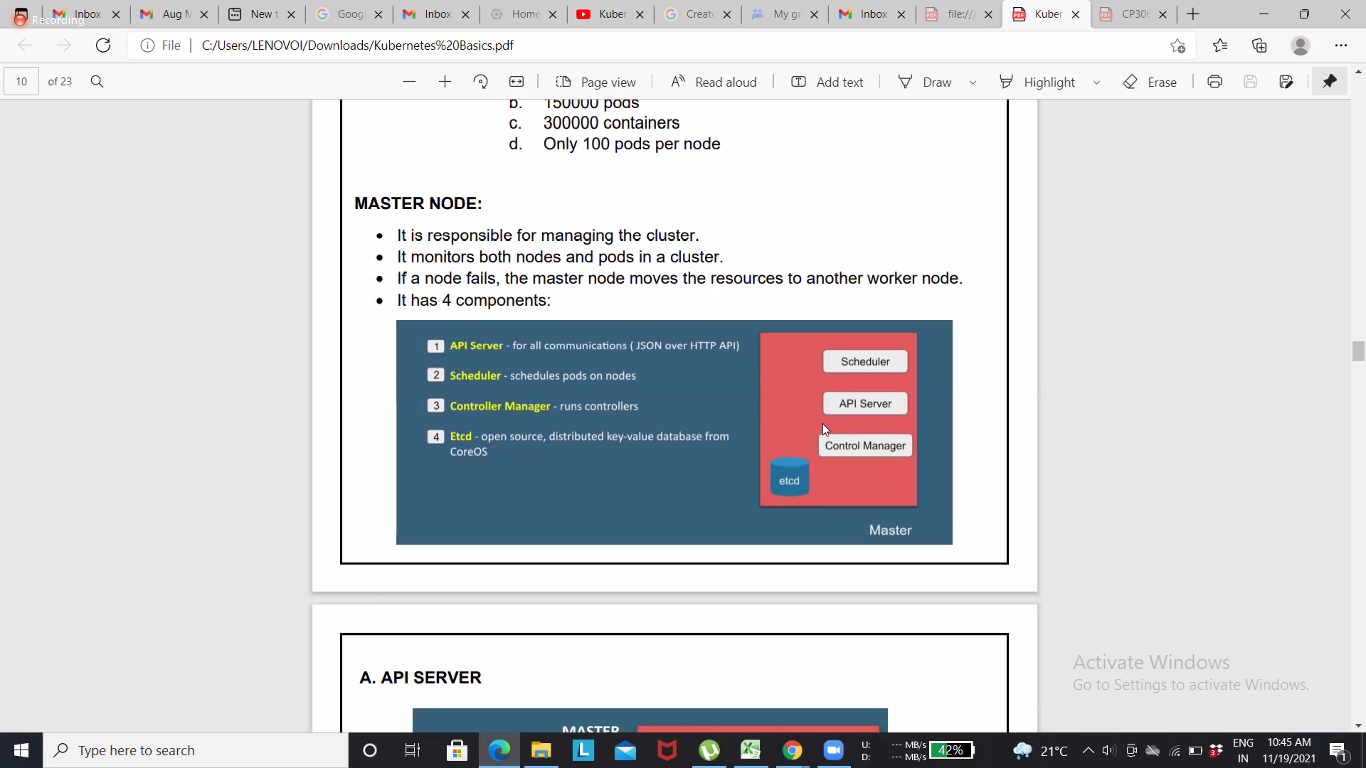 Recording
Inbox
Aug M
New t
Googl
Inbox
Home
Kuber
Create
My gr
Inbox
file:///
Kuber
CP306
File
C:/Users/LENOVOI/Downloads/Kubernetes%20Basics.pdf
10 of 23
Page view
Read aloud
Add text
Draw
Highlight
Erase
b. 150000 pods
c. 300000 containers
d. Only 100 pods per node
MASTER NODE:
• It is responsible for managing the cluster.
• It monitors both nodes and pods in a cluster.
• If a node fails, the master node moves the resources to another worker node.
• It has 4 components:
1 API Server - for all communications ( JSON over HTTP API)
2 Scheduler - schedules pods on nodes
3 Controller Manager - runs controllers
4 Etcd - open source, distributed key-value database from
CoreOS
Scheduler
API Server
Control Manager
etcd
Master
A. API SERVER
MASTER
Activate Windows
Go to Settings to activate Windows.
Type here to search
U: --- MB/s
D: --- MB/s
42%
21°C
ENG
IN
10:45 AM
11/19/2021